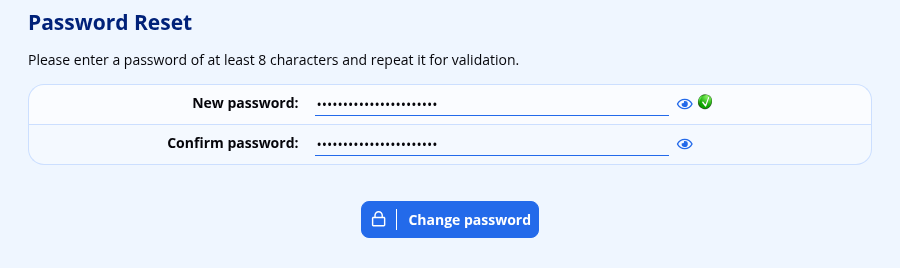 Password Reset
Please enter a password of at least 8 characters and repeat it for validation.
New password: •••••••••••••••••••••••
Confirm password: •••••••••••••••••••••••
Change password